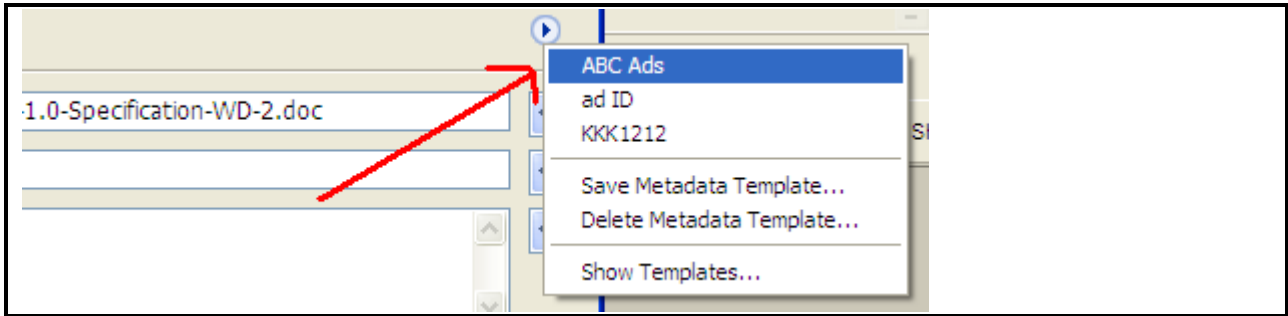 ABC Ads
ad ID
-1.0-Specification-WD-2.doc
KKK1212
Save Metadata Template...
Delete Metadata Template...
Show Templates...